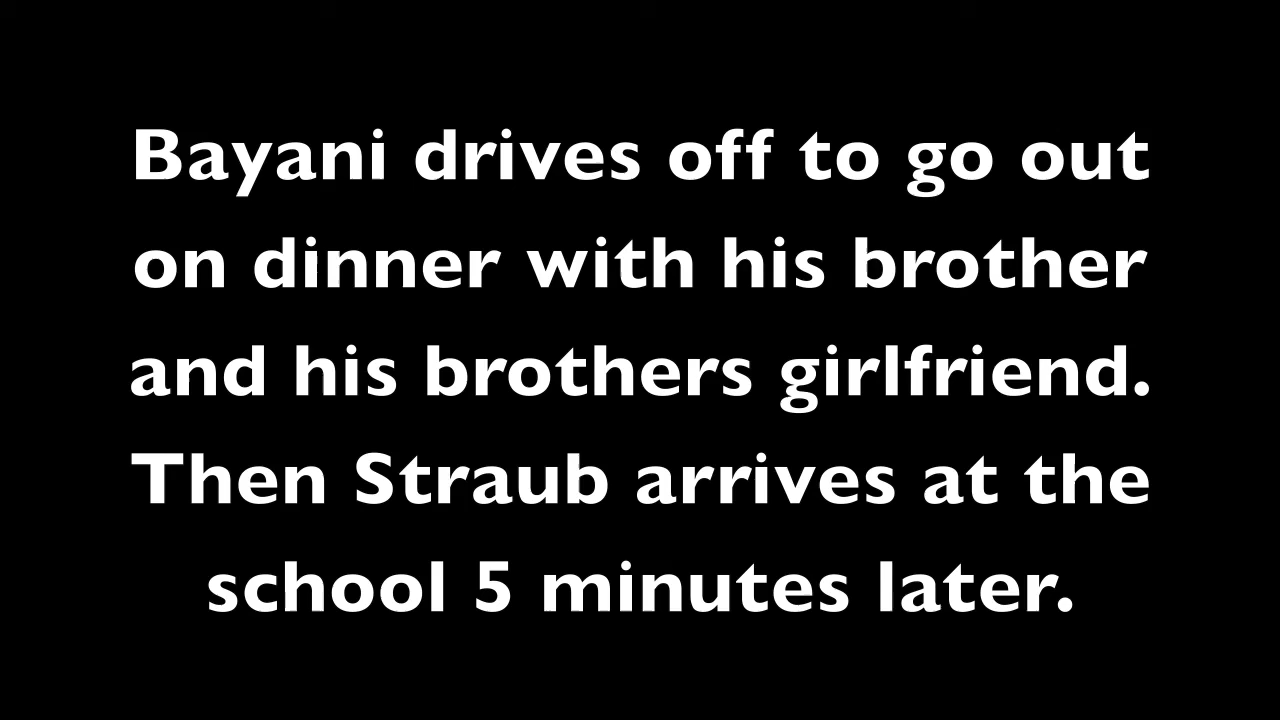 Bayani drives off to go out
on dinner with his brother
and his brothers girlfriend.
Then Straub arrives at the
school 5 minutes later.